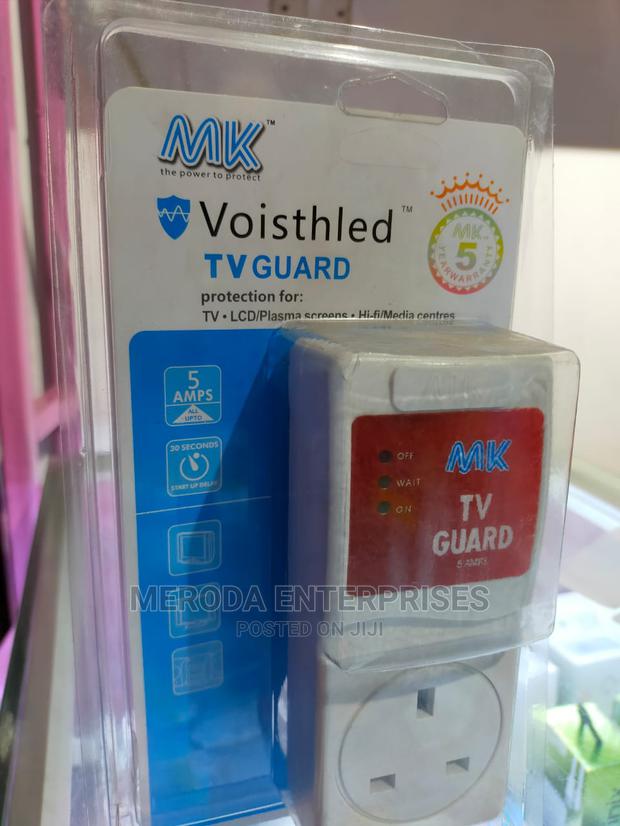 MK™
the power to protect
Voisthled™
TV GUARD
protection for:
TV • LCD/Plasma screens • Hi-fi/Media centres
MK
5
YEAR WARRANTY
5
AMPS
ALL
UPTO
30 SECONDS
START UP DELAY
OFF
WAIT
ON
MK
TV
GUARD
5 AMPS
MERODA ENTERPRISES
POSTED ON JIJI